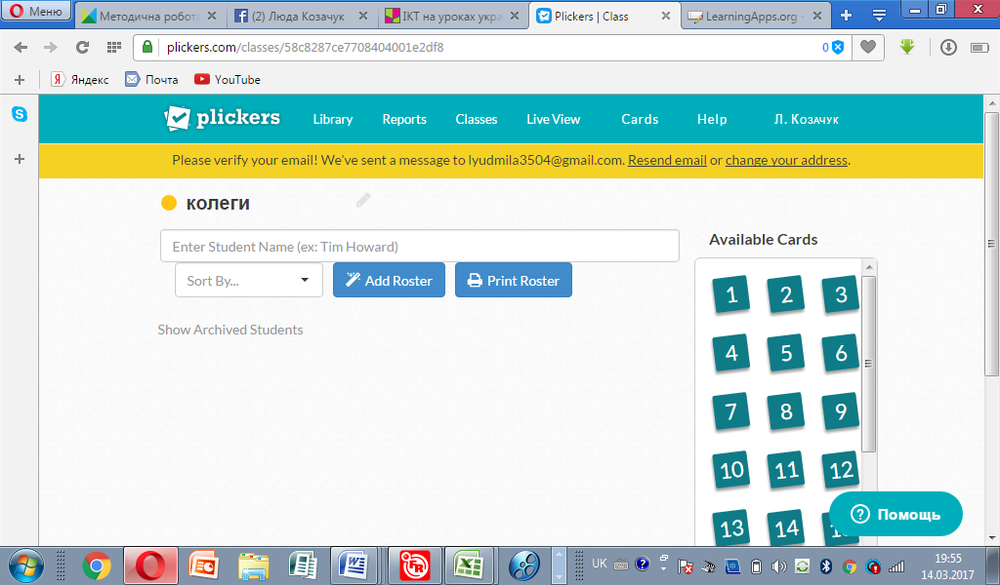 Меню
Методична робота
(2) Люда Козачук
ІКТ на уроках укра
Plickers | Class
LearningApps.org -
plickers.com/classes/58c8287ce7708404001e2df8
0
Яндекс
Почта
YouTube
plickers
Library
Reports
Classes
Live View
Cards
Help
Л. Козачук
Please verify your email! We've sent a message to lyudmila3504@gmail.com. Resend email or change your address.
колеги
Enter Student Name (ex: Tim Howard)
Available Cards
Sort By...
Add Roster
Print Roster
Show Archived Students
1 2 3
4 5 6
7 8 9
10 11 12
13 14
Помощь
UK
19:55
14.03.2017